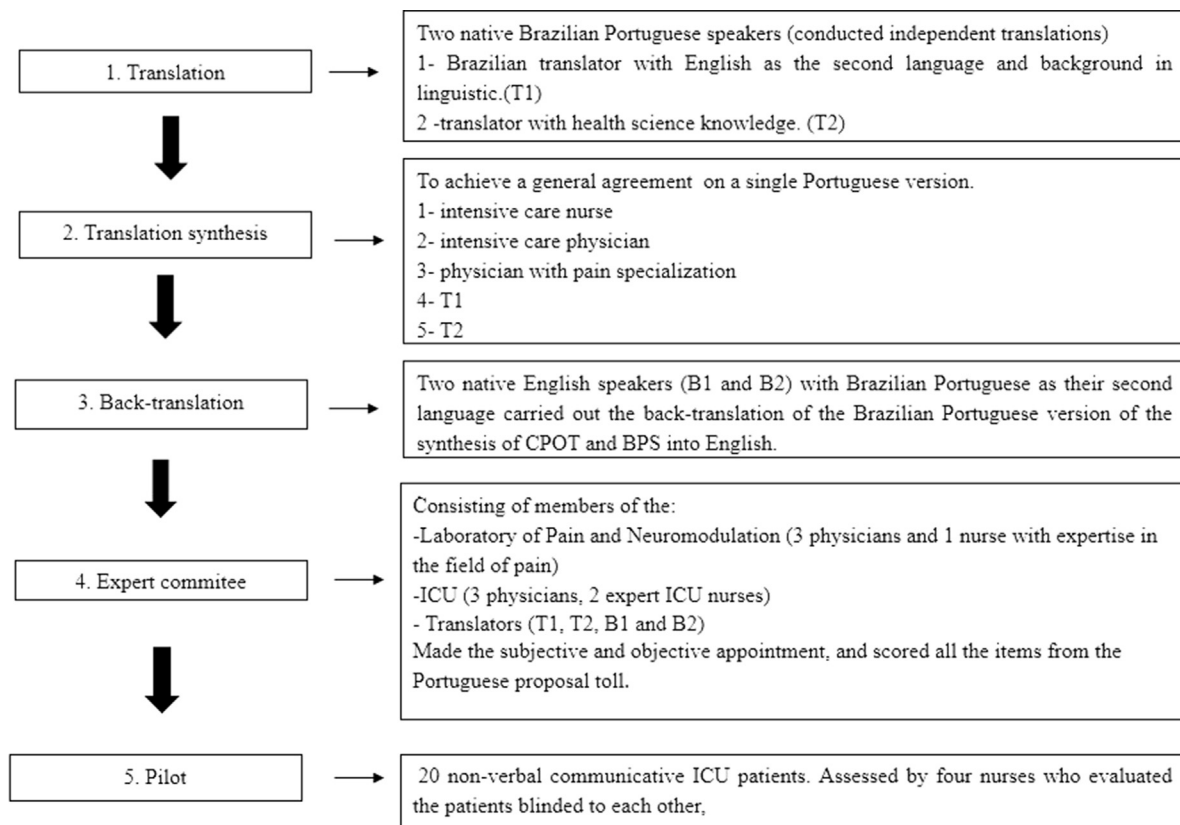 1. Translation
Two native Brazilian Portuguese speakers (conducted independent translations)
1- Brazilian translator with English as the second language and background in
linguistic.(T1)
2 -translator with health science knowledge. (T2)
2. Translation synthesis
To achieve a general agreement on a single Portuguese version.
1- intensive care nurse
2- intensive care physician
3- physician with pain specialization
4- T1
5- T2
3. Back-translation
Two native English speakers (B1 and B2) with Brazilian Portuguese as their second
language carried out the back-translation of the Brazilian Portuguese version of the
synthesis of CPOT and BPS into English.
4. Expert commitee
Consisting of members of the:
-Laboratory of Pain and Neuromodulation (3 physicians and 1 nurse with expertise in
the field of pain)
-ICU (3 physicians, 2 expert ICU nurses)
- Translators (T1, T2, B1 and B2)
Made the subjective and objective appointment, and scored all the items from the
Portuguese proposal toll.
5. Pilot
20 non-verbal communicative ICU patients. Assessed by four nurses who evaluated
the patients blinded to each other,